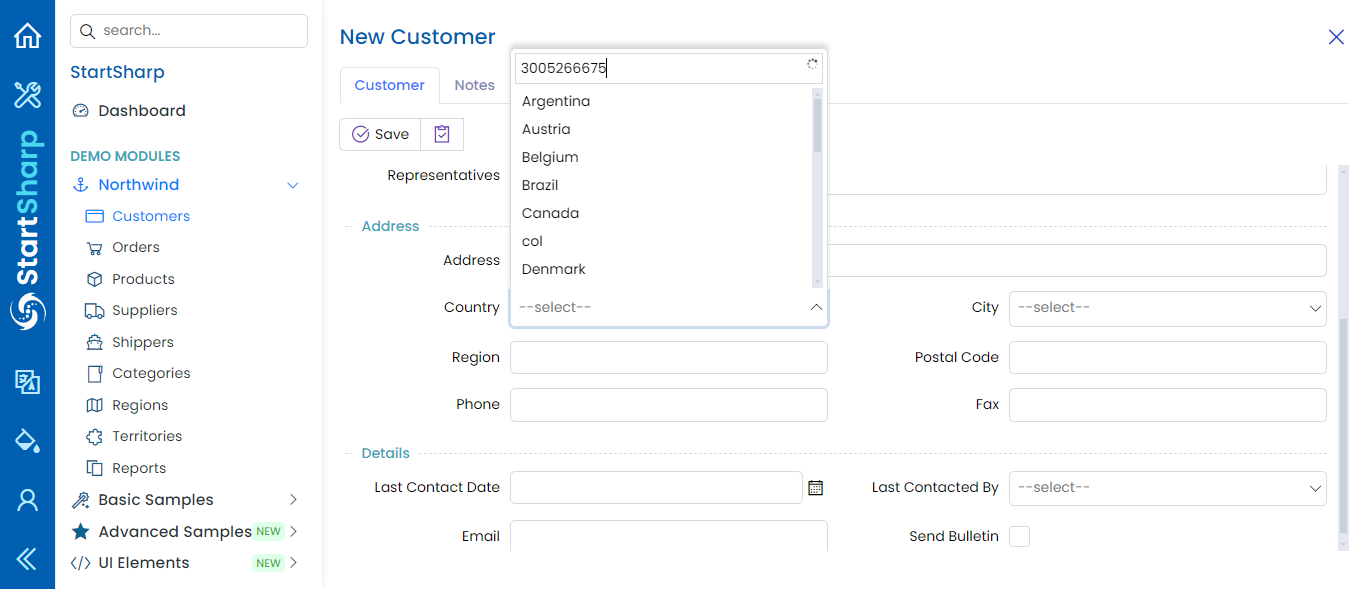 search...
StartSharp
Dashboard
DEMO MODULES
Northwind
Customers
Orders
Products
Suppliers
Shippers
Categories
Regions
Territories
Reports
Basic Samples
Advanced Samples NEW
UI Elements NEW
StartSharp
New Customer
Customer Notes
Save
3005266675
Argentina
Austria
Belgium
Brazil
Canada
col
Denmark
Representatives
Address
Address
Country --select-- City --select--
Region Postal Code
Phone Fax
Details
Last Contact Date Last Contacted By --select--
Email Send Bulletin